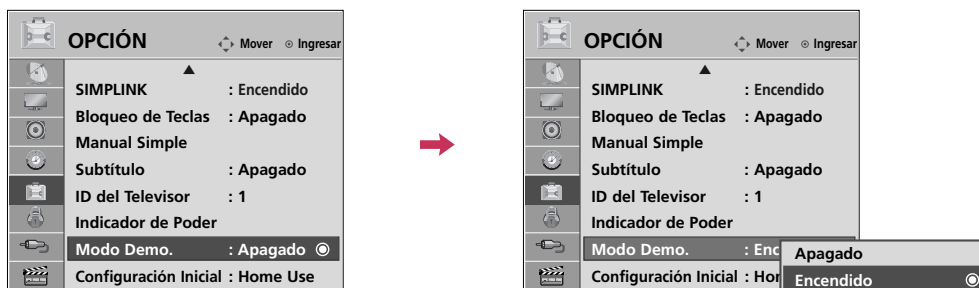 OPCIÓN Mover Ingresar
SIMPLINK : Encendido
Bloqueo de Teclas : Apagado
Manual Simple
Subtítulo : Apagado
ID del Televisor : 1
Indicador de Poder
Modo Demo. : Apagado
Configuración Inicial : Home Use
OPCIÓN Mover Ingresar
SIMPLINK : Encendido
Bloqueo de Teclas : Apagado
Manual Simple
Subtítulo : Apagado
ID del Televisor : 1
Indicador de Poder
Modo Demo. : Enc
Configuración Inicial : Hom
Apagado
Encendido